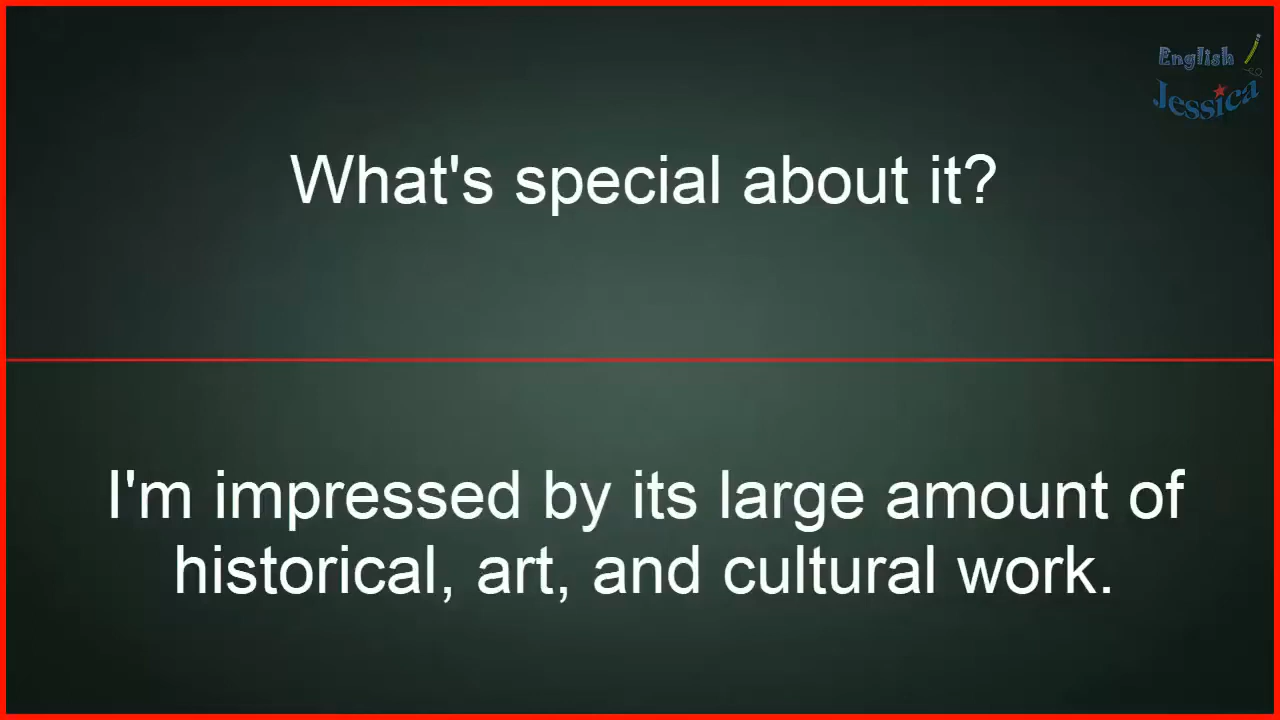 English
Jessica
What's special about it?
I'm impressed by its large amount of
historical, art, and cultural work.